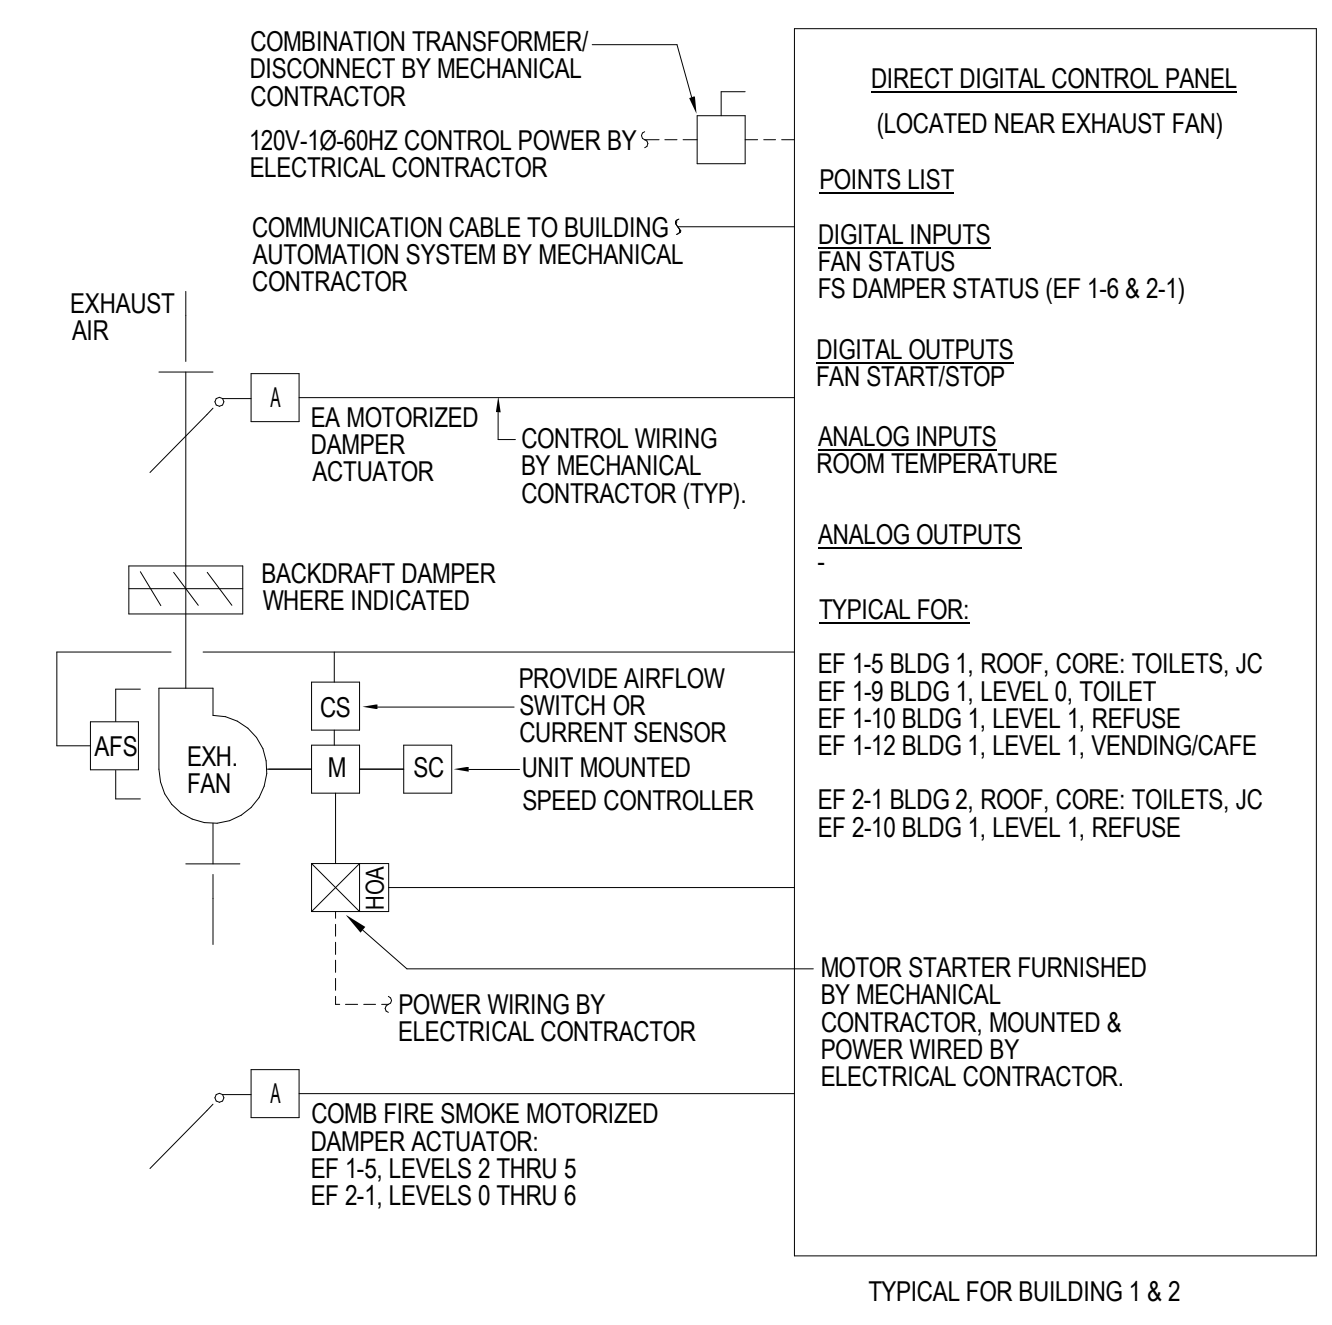 COMBINATION TRANSFORMER/
DISCONNECT BY MECHANICAL
CONTRACTOR
120V-1Ø-60HZ CONTROL POWER BY
ELECTRICAL CONTRACTOR
COMMUNICATION CABLE TO BUILDING
AUTOMATION SYSTEM BY MECHANICAL
CONTRACTOR
EXHAUST
AIR
A
EA MOTORIZED
DAMPER
ACTUATOR
CONTROL WIRING
BY MECHANICAL
CONTRACTOR (TYP).
BACKDRAFT DAMPER
WHERE INDICATED
PROVIDE AIRFLOW
SWITCH OR
CURRENT SENSOR
CS
AFS
EXH.
FAN
M
SC
UNIT MOUNTED
SPEED CONTROLLER
HOA
POWER WIRING BY
ELECTRICAL CONTRACTOR
A
COMB FIRE SMOKE MOTORIZED
DAMPER ACTUATOR:
EF 1-5, LEVELS 2 THRU 5
EF 2-1, LEVELS 0 THRU 6
DIRECT DIGITAL CONTROL PANEL
(LOCATED NEAR EXHAUST FAN)
POINTS LIST
DIGITAL INPUTS
FAN STATUS
FS DAMPER STATUS (EF 1-6 & 2-1)
DIGITAL OUTPUTS
FAN START/STOP
ANALOG INPUTS
ROOM TEMPERATURE
ANALOG OUTPUTS
-
TYPICAL FOR:
EF 1-5 BLDG 1, ROOF, CORE: TOILETS, JC
EF 1-9 BLDG 1, LEVEL 0, TOILET
EF 1-10 BLDG 1, LEVEL 1, REFUSE
EF 1-12 BLDG 1, LEVEL 1, VENDING/CAFE
EF 2-1 BLDG 2, ROOF, CORE: TOILETS, JC
EF 2-10 BLDG 1, LEVEL 1, REFUSE
MOTOR STARTER FURNISHED
BY MECHANICAL
CONTRACTOR, MOUNTED &
POWER WIRED BY
ELECTRICAL CONTRACTOR.
TYPICAL FOR BUILDING 1 & 2